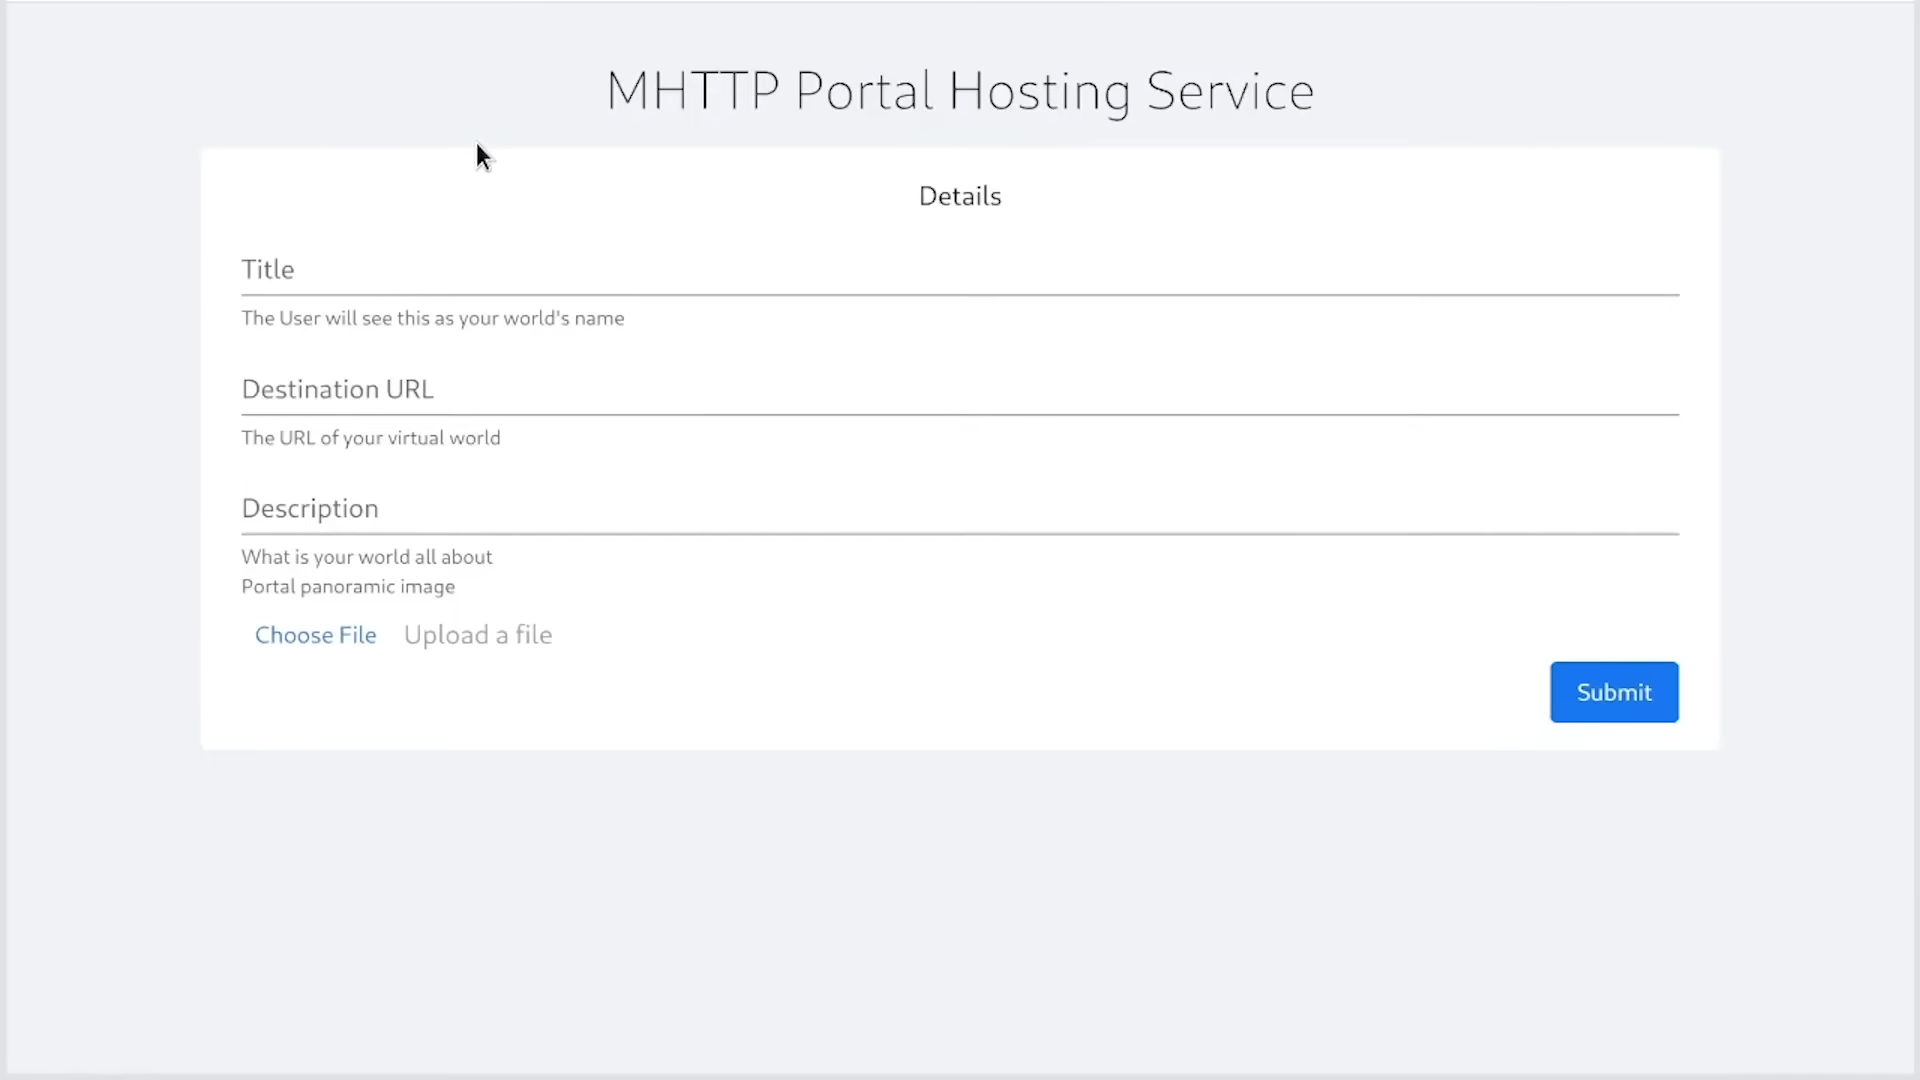 MHTTP Portal Hosting Service
Details
Title
The User will see this as your world's name
Destination URL
The URL of your virtual world
Description
What is your world all about
Portal panoramic image
Choose File Upload a file
Submit